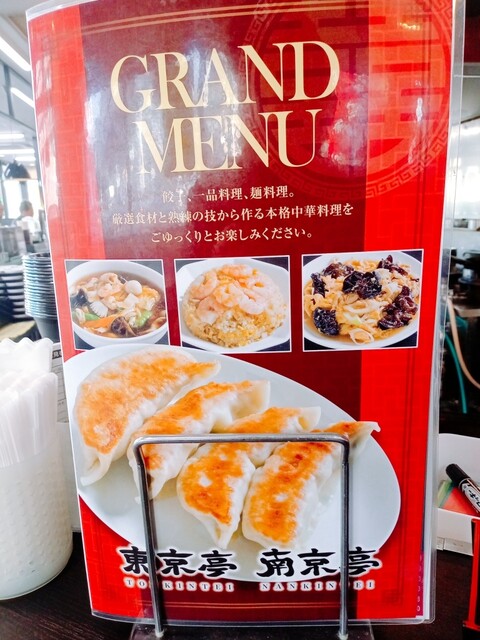 GRAND
MENU
餃子、一品料理、麺料理。
厳選食材と熟練の技から作る本格中華料理を
ごゆっくりとお楽しみください。
東京亭 南京亭
TOKINTEI NANKINTEI